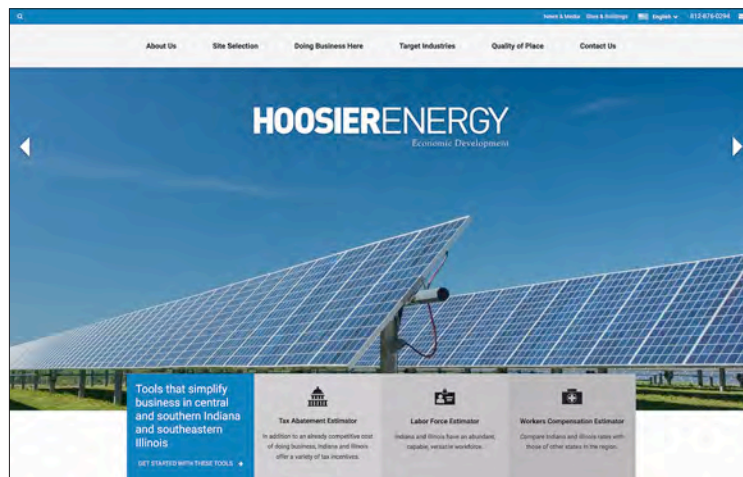 News & Media Sites & Buildings English 812-876-0294
About Us Site Selection Doing Business Here Target Industries Quality of Place Contact Us
HOOSIERENERGY
Economic Development
Tools that simplify
business in central
and southern Indiana
and southeastern
Illinois
GET STARTED WITH THESE TOOLS
Tax Abatement Estimator
In addition to an already competitive cost
of doing business, Indiana and Illinois
offer a variety of tax incentives.
Labor Force Estimator
Indiana and Illinois have an abundant,
capable, versatile workforce.
Workers Compensation Estimator
Compare Indiana and Illinois rates with
those of other states in the region.